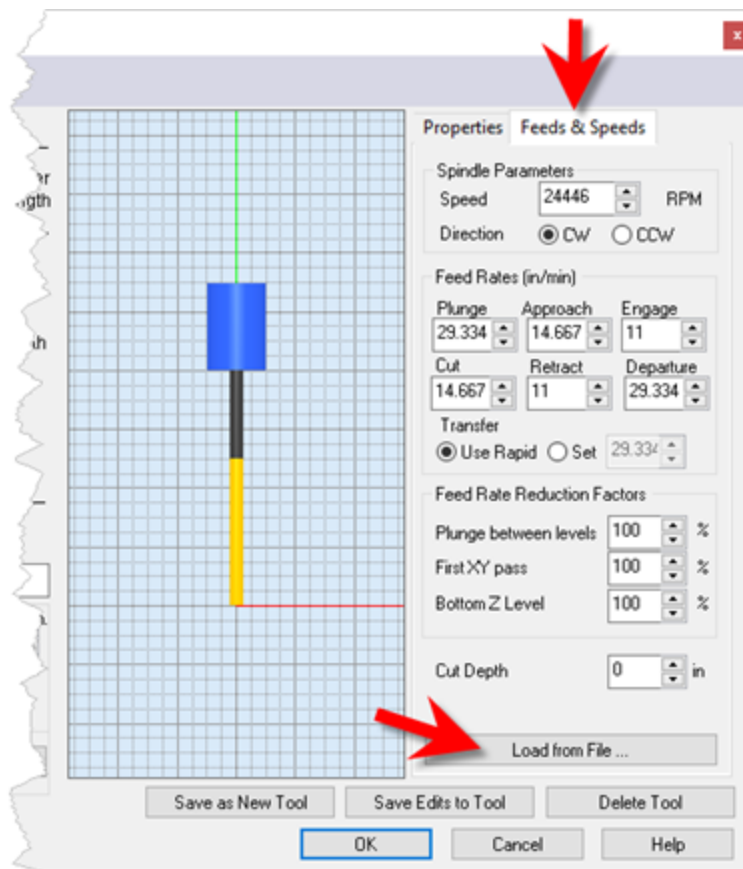 x
Properties
Feeds & Speeds
Spindle Parameters
Speed 24446 RPM
Direction CW CCW
Feed Rates (in/min)
Plunge Approach Engage
29.334 14.667 11
Cut Retract Departure
14.667 11 29.334
Transfer
Use Rapid Set 29.334
Feed Rate Reduction Factors
Plunge between levels 100 %
First XY pass 100 %
Bottom Z Level 100 %
Cut Depth 0 in
Load from File ...
Save as New Tool Save Edits to Tool Delete Tool
OK Cancel Help